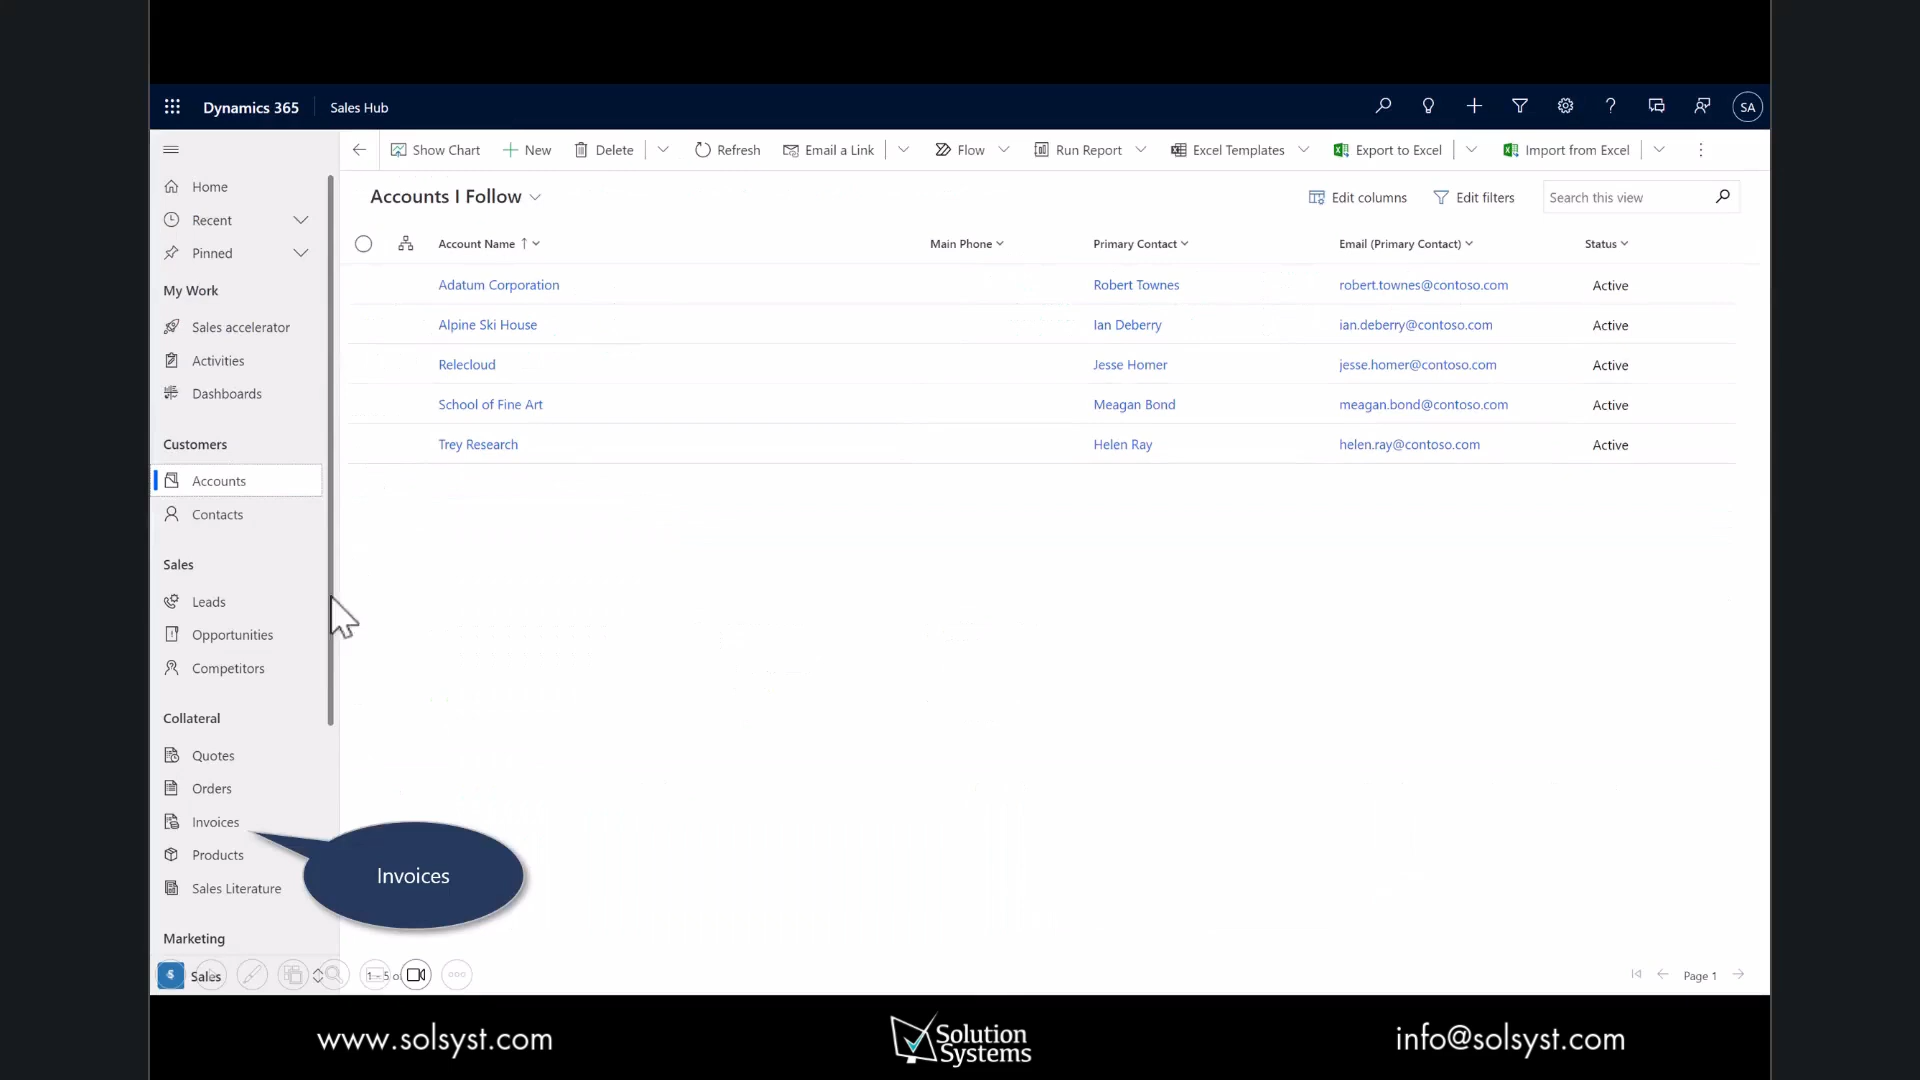 Dynamics 365
Sales Hub
SA
Show Chart
New
Delete
Refresh
Email a Link
Flow
Run Report
Excel Templates
Export to Excel
Import from Excel
Home
Recent
Pinned
My Work
Sales accelerator
Activities
Dashboards
Customers
Accounts
Contacts
Sales
Leads
Opportunities
Competitors
Collateral
Quotes
Orders
Invoices
Products
Sales Literature
Marketing
S
Sales
Accounts I Follow
Edit columns
Edit filters
Search this view
Account Name
Main Phone
Primary Contact
Email (Primary Contact)
Status
Adatum Corporation
Robert Townes
robert.townes@contoso.com
Active
Alpine Ski House
Ian Deberry
ian.deberry@contoso.com
Active
Relecloud
Jesse Homer
jesse.homer@contoso.com
Active
School of Fine Art
Meagan Bond
meagan.bond@contoso.com
Active
Trey Research
Helen Ray
helen.ray@contoso.com
Active
Invoices
Page 1
www.solsyst.com
Solution
Systems
info@solsyst.com